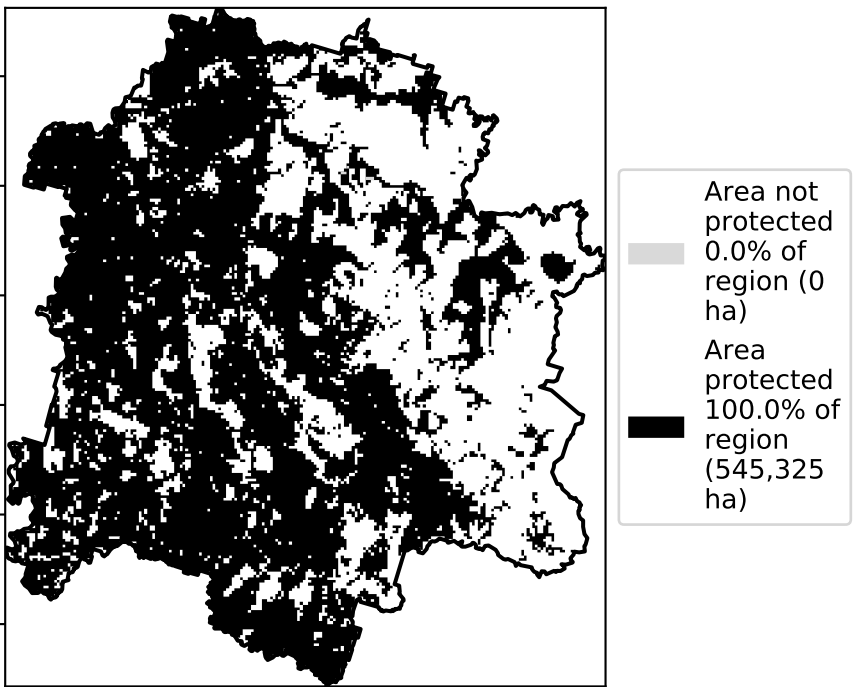 Area not
protected
0.0% of
region (0
ha)
Area
protected
100.0% of
region
(545,325
ha)